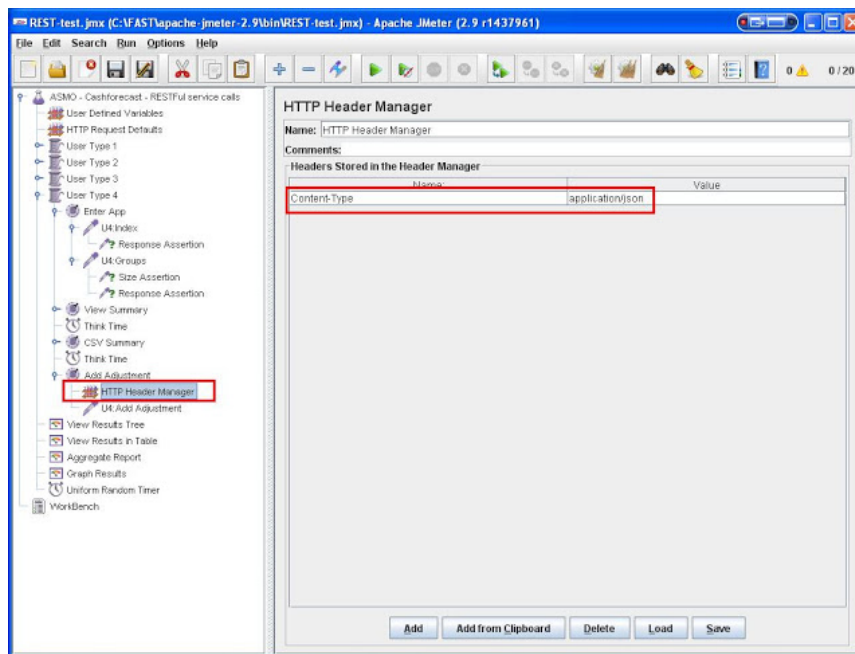 REST-test.jmx (C:\FAST\apache-jmeter-2.9\bin\REST-test.jmx) - Apache JMeter (2.9 r1437961)
File Edit Search Run Options Help
0 0 / 20
ASMO - Cashforecast - RESTFul service calls
User Defined Variables
HTTP Request Defaults
User Type 1
User Type 2
User Type 3
User Type 4
Enter App
U4:Index
Response Assertion
U4:Groups
Size Assertion
Response Assertion
View Summary
Think Time
CSV Summary
Think Time
Add Adjustment
HTTP Header Manager
U4:Add Adjustment
View Results Tree
View Results in Table
Aggregate Report
Graph Results
Uniform Random Timer
WorkBench
HTTP Header Manager
Name: HTTP Header Manager
Comments:
Headers Stored in the Header Manager
Name: Value
Content-Type application/json
Add Add from Clipboard Delete Load Save